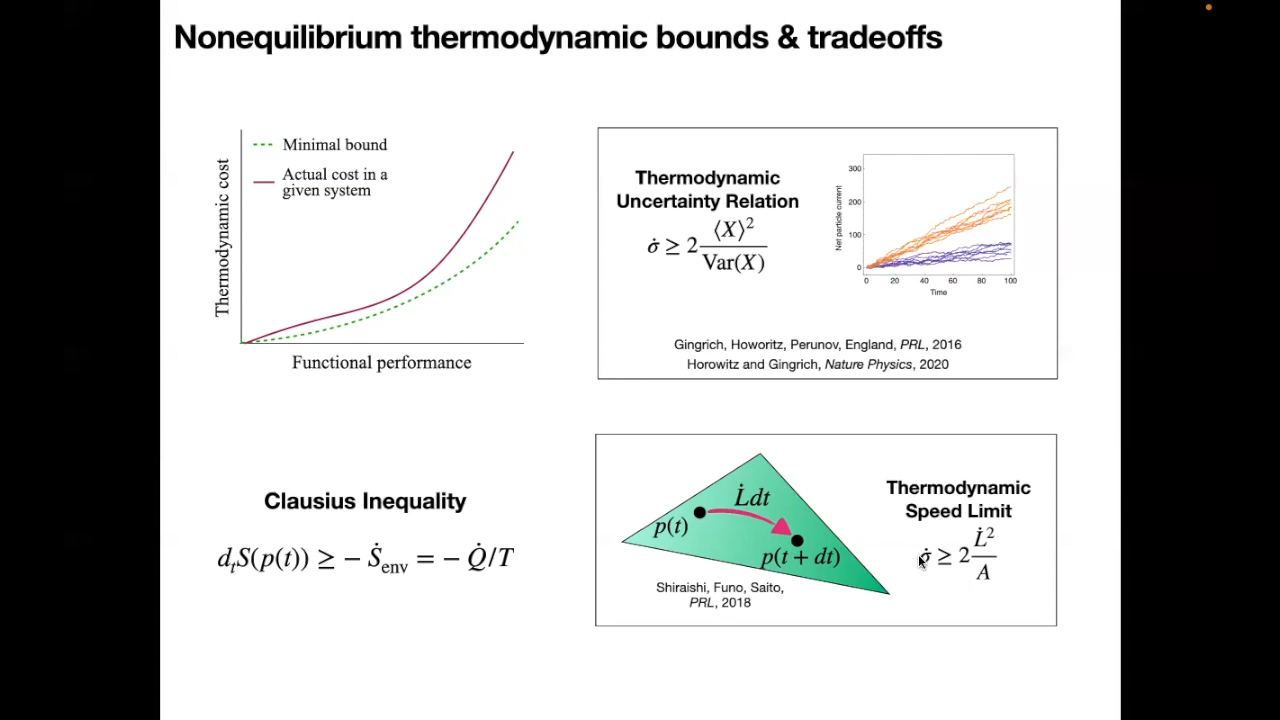 Nonequilibrium thermodynamic bounds & tradeoffs
Minimal bound
Actual cost in a
given system
Thermodynamic cost
Functional performance
Thermodynamic
Uncertainty Relation
σ̇ ≥ 2 ⟨X⟩² / Var(X)
Net particle current
300
200
100
0
0 20 40 60 80 100
Time
Gingrich, Howoritz, Perunov, England, PRL, 2016
Horowitz and Gingrich, Nature Physics, 2020
Clausius Inequality
dₜS(p(t)) ≥ − Ṡenv = − Q̇/T
L̇dt
p(t)
p(t + dt)
Shiraishi, Funo, Saito,
PRL, 2018
Thermodynamic
Speed Limit
σ̇ ≥ 2 L̇² / A